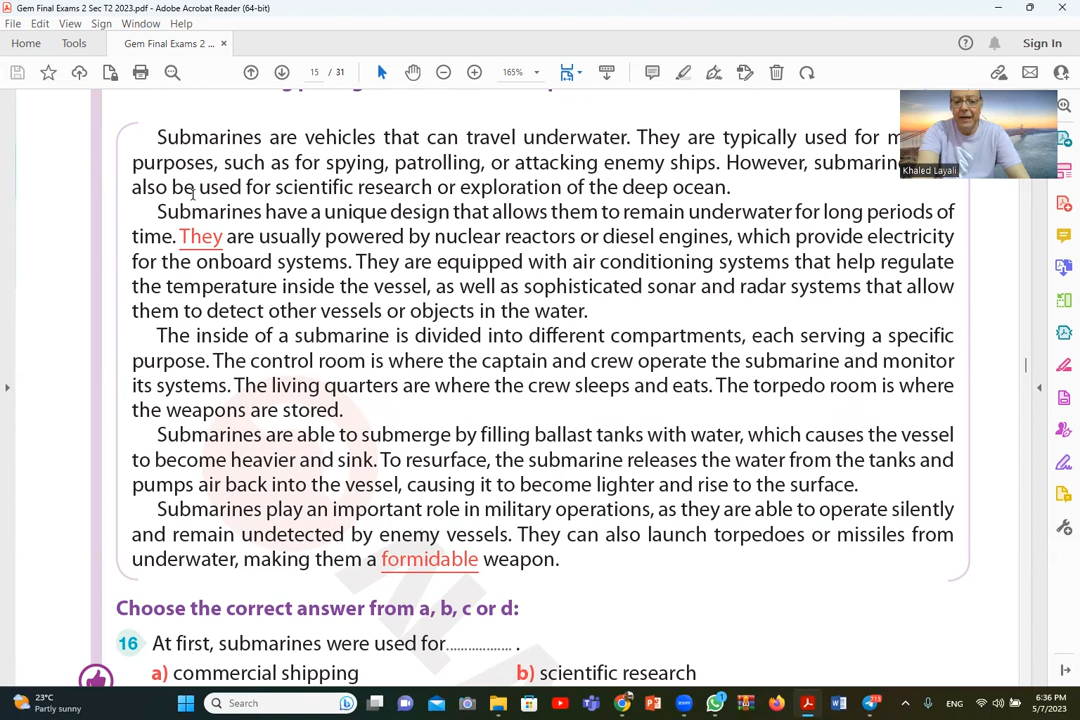 Gem Final Exams 2 Sec T2 2023.pdf - Adobe Acrobat Reader (64-bit)
File Edit View Sign Window Help
Home Tools Gem Final Exams 2 ... × Sign In
15 / 31 165%
Submarines are vehicles that can travel underwater. They are typically used for m
purposes, such as for spying, patrolling, or attacking enemy ships. However, submarin
also be used for scientific research or exploration of the deep ocean.
Khaled Layali
Submarines have a unique design that allows them to remain underwater for long periods of
time. They are usually powered by nuclear reactors or diesel engines, which provide electricity
for the onboard systems. They are equipped with air conditioning systems that help regulate
the temperature inside the vessel, as well as sophisticated sonar and radar systems that allow
them to detect other vessels or objects in the water.
The inside of a submarine is divided into different compartments, each serving a specific
purpose. The control room is where the captain and crew operate the submarine and monitor
its systems. The living quarters are where the crew sleeps and eats. The torpedo room is where
the weapons are stored.
Submarines are able to submerge by filling ballast tanks with water, which causes the vessel
to become heavier and sink. To resurface, the submarine releases the water from the tanks and
pumps air back into the vessel, causing it to become lighter and rise to the surface.
Submarines play an important role in military operations, as they are able to operate silently
and remain undetected by enemy vessels. They can also launch torpedoes or missiles from
underwater, making them a formidable weapon.
Choose the correct answer from a, b, c or d:
16 At first, submarines were used for.................. .
a) commercial shipping b) scientific research
23°C
Partly sunny
Search
ENG
6:36 PM
5/7/2023